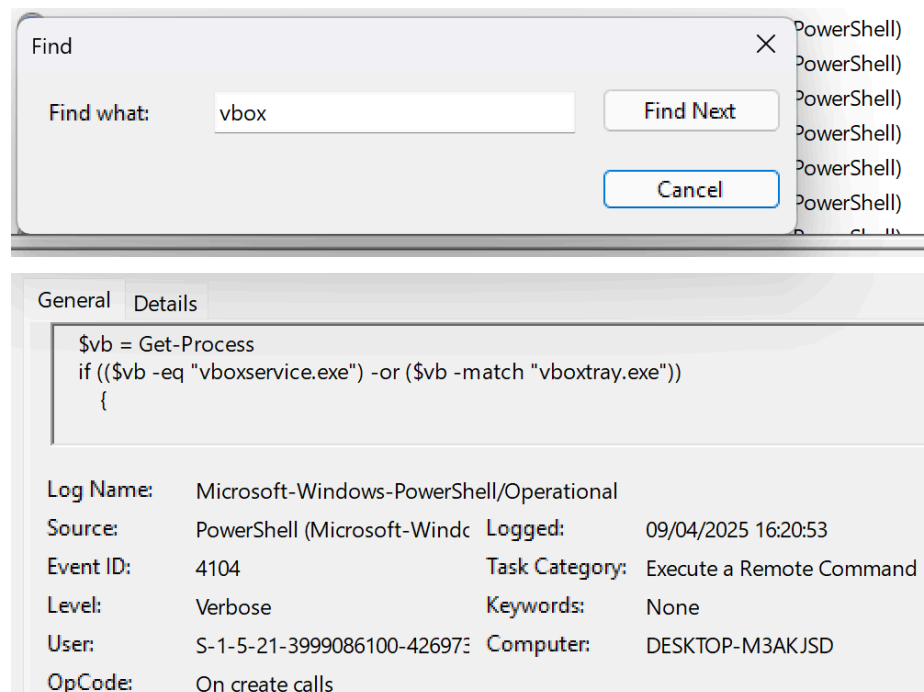 PowerShell)
Find
PowerShell)
PowerShell)
Find what:
vbox
Find Next
PowerShell)
PowerShell)
Cancel
PowerShell)
General
Details
$vb = Get-Process
if (($vb -eq "vboxservice.exe") -or ($vb -match "vboxtray.exe"))
{
Log Name: Microsoft-Windows-PowerShell/Operational
Source: PowerShell (Microsoft-Windc Logged: 09/04/2025 16:20:53
Event ID: 4104 Task Category: Execute a Remote Command
Level: Verbose Keywords: None
User: S-1-5-21-3999086100-426973 Computer: DESKTOP-M3AKJSD
OpCode: On create calls